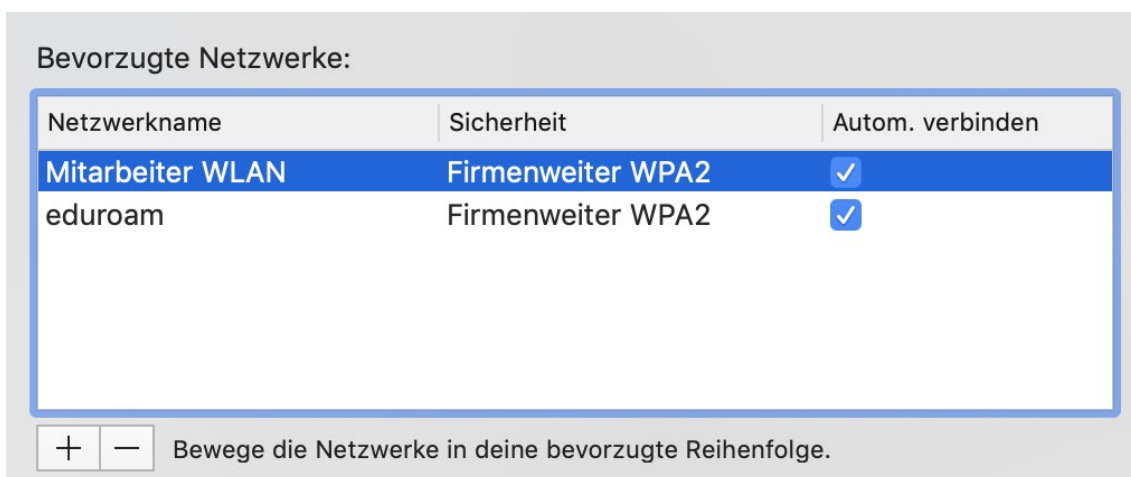 Bevorzugte Netzwerke:
Netzwerkname Sicherheit Autom. verbinden
Mitarbeiter WLAN Firmenweiter WPA2
eduroam Firmenweiter WPA2
+ − Bewege die Netzwerke in deine bevorzugte Reihenfolge.